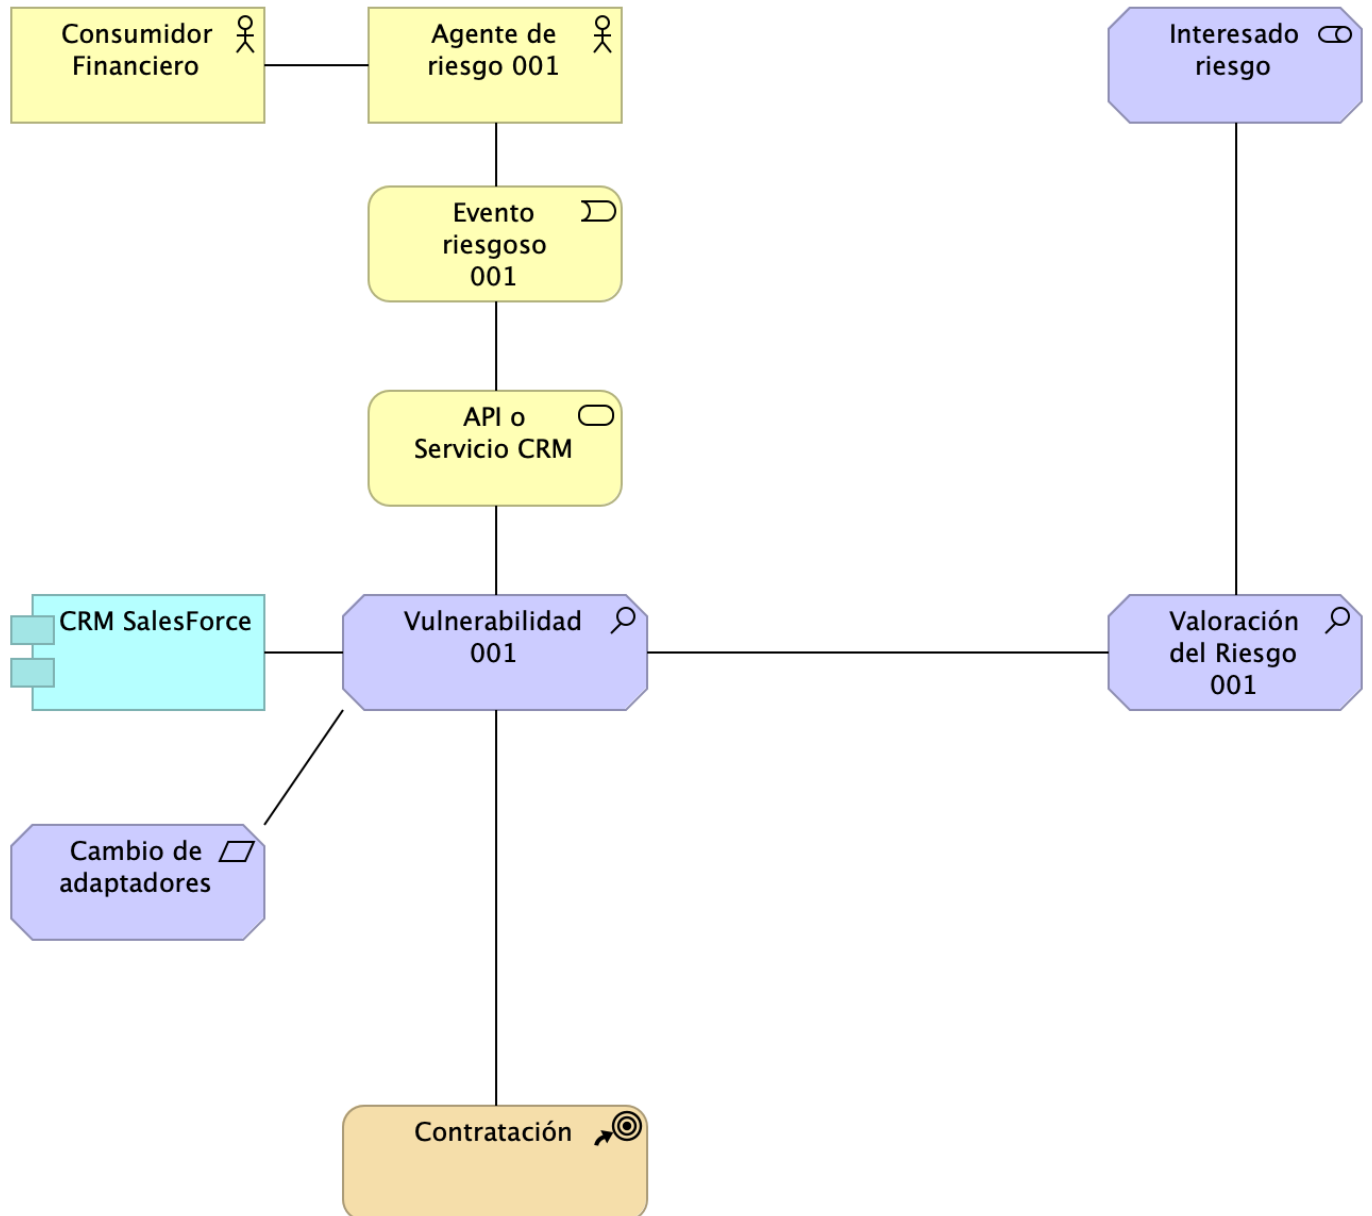 Consumidor
Financiero
Agente de
riesgo 001
Interesado
riesgo
Evento
riesgoso
001
API o
Servicio CRM
CRM SalesForce
Vulnerabilidad
001
Valoración
del Riesgo
001
Cambio de
adaptadores
Contratación